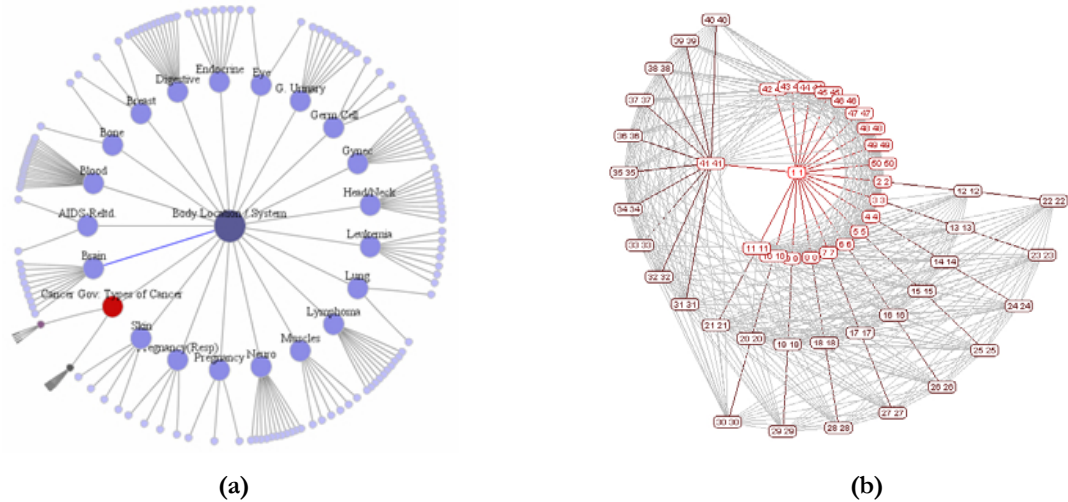 Endocrine
Eye
Digestive
G. Urinary
Breast
Germ Cell
Bone
Gynec
Blood
Head/Neck
AIDS-Reltd.
Body Location / System
Leukemia
Brain
Lung
Cancer Gov. Types of Cancer
Lymphoma
Skin
Muscles
Pregnancy(Resp)
Pregnancy
Neuro
(a)
40 40
39 39
38 38
37 37
36 36
35 35
34 34
33 33
32 32
31 31
41 41
1 1
46 46
47 47
48 48
49 49
50 50
2 2
3 3
4 4
5 5
6 6
7 7
11 11
12 12
22 22
13 13
23 23
14 14
24 24
15 15
25 25
16 16
26 26
17 17
27 27
18 18
28 28
19 19
29 29
20 20
30 30
21 21
(b)